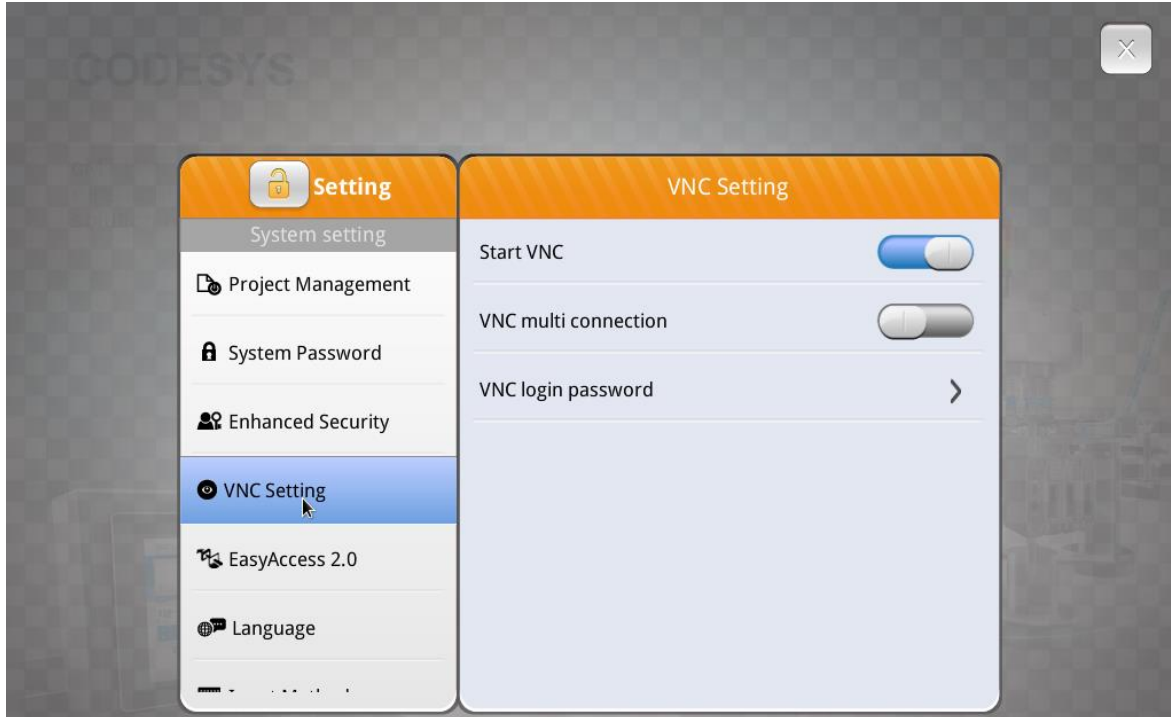 CODESYS
Setting
System setting
Project Management
System Password
Enhanced Security
VNC Setting
EasyAccess 2.0
Language
VNC Setting
Start VNC
VNC multi connection
VNC login password